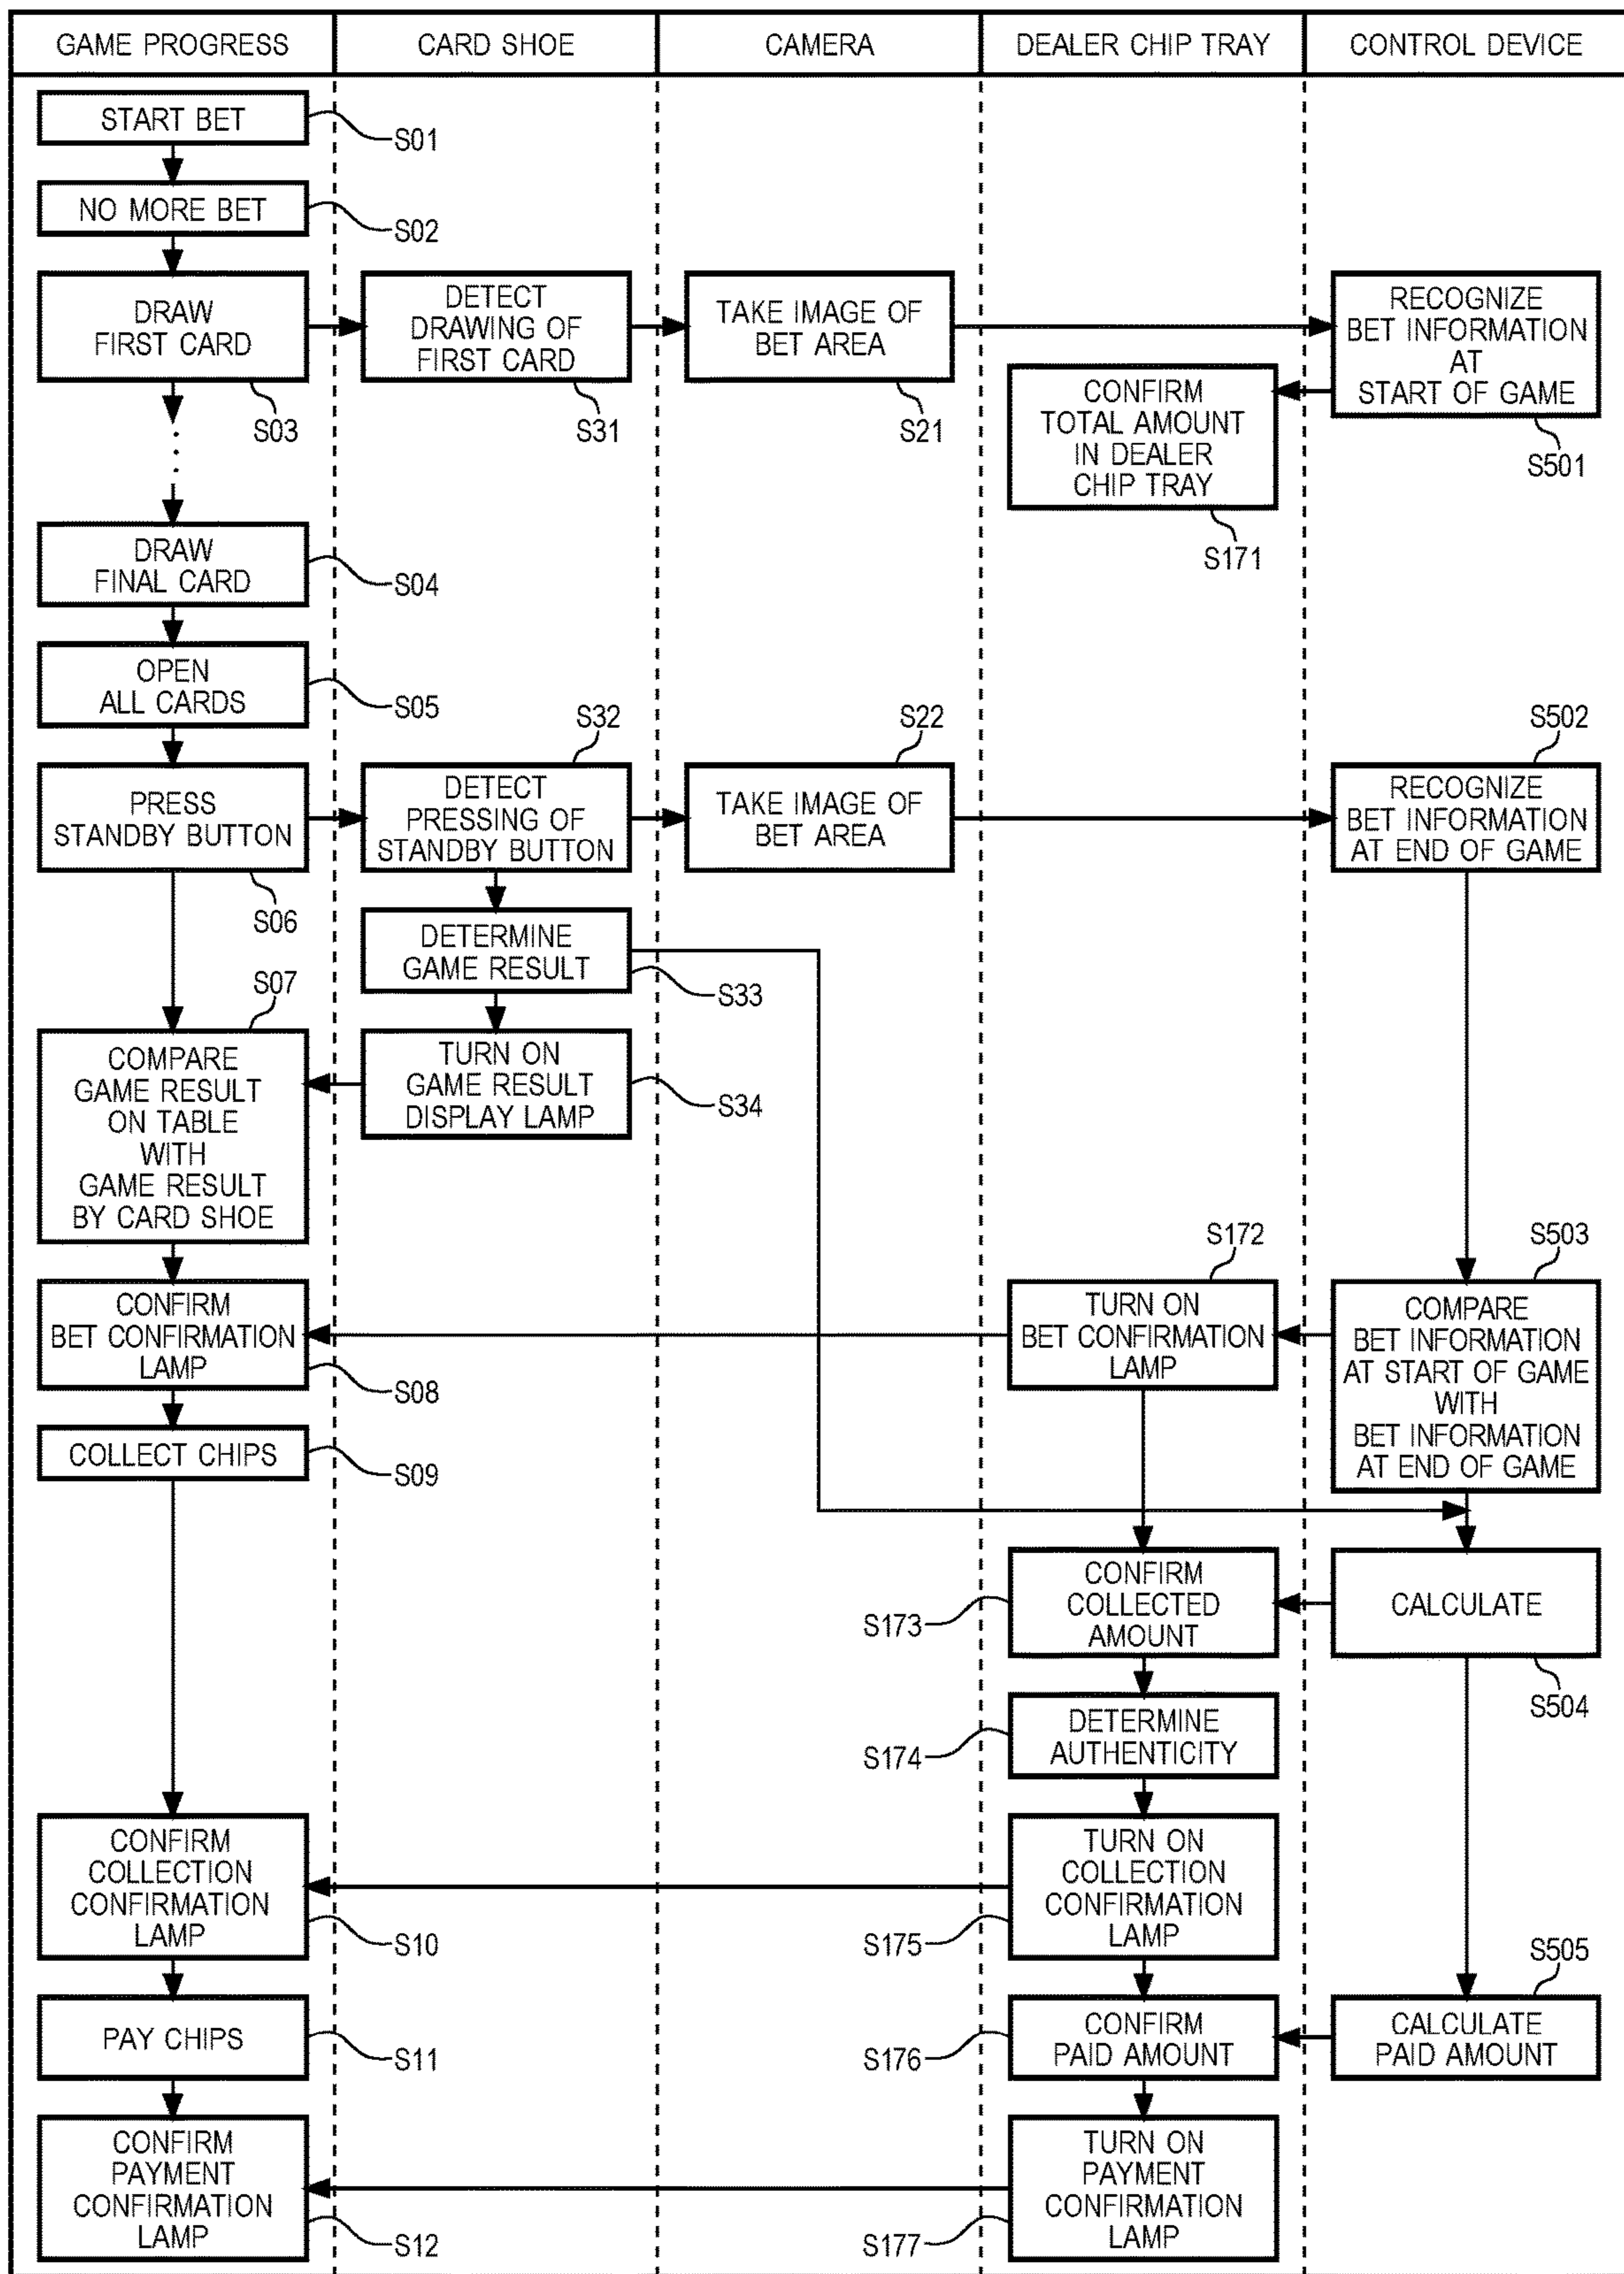 GAME PROGRESS
CARD SHOE
CAMERA
DEALER CHIP TRAY
CONTROL DEVICE
START BET
S01
NO MORE BET
S02
DRAW
FIRST CARD
S03
DETECT
DRAWING OF
FIRST CARD
S31
TAKE IMAGE OF
BET AREA
S21
RECOGNIZE
BET INFORMATION
AT
START OF GAME
S501
CONFIRM
TOTAL AMOUNT
IN DEALER
CHIP TRAY
S171
DRAW
FINAL CARD
S04
OPEN
ALL CARDS
S05
PRESS
STANDBY BUTTON
S06
S32
DETECT
PRESSING OF
STANDBY BUTTON
S22
TAKE IMAGE OF
BET AREA
S502
RECOGNIZE
BET INFORMATION
AT END OF GAME
DETERMINE
GAME RESULT
S33
TURN ON
GAME RESULT
DISPLAY LAMP
S34
S07
COMPARE
GAME RESULT
ON TABLE
WITH
GAME RESULT
BY CARD SHOE
CONFIRM
BET CONFIRMATION
LAMP
S08
S172
TURN ON
BET CONFIRMATION
LAMP
S503
COMPARE
BET INFORMATION
AT START OF GAME
WITH
BET INFORMATION
AT END OF GAME
COLLECT CHIPS
S09
S173
CONFIRM
COLLECTED
AMOUNT
CALCULATE
S504
S174
DETERMINE
AUTHENTICITY
CONFIRM
COLLECTION
CONFIRMATION
LAMP
S10
S175
TURN ON
COLLECTION
CONFIRMATION
LAMP
PAY CHIPS
S11
S176
CONFIRM
PAID AMOUNT
S505
CALCULATE
PAID AMOUNT
CONFIRM
PAYMENT
CONFIRMATION
LAMP
S12
S177
TURN ON
PAYMENT
CONFIRMATION
LAMP